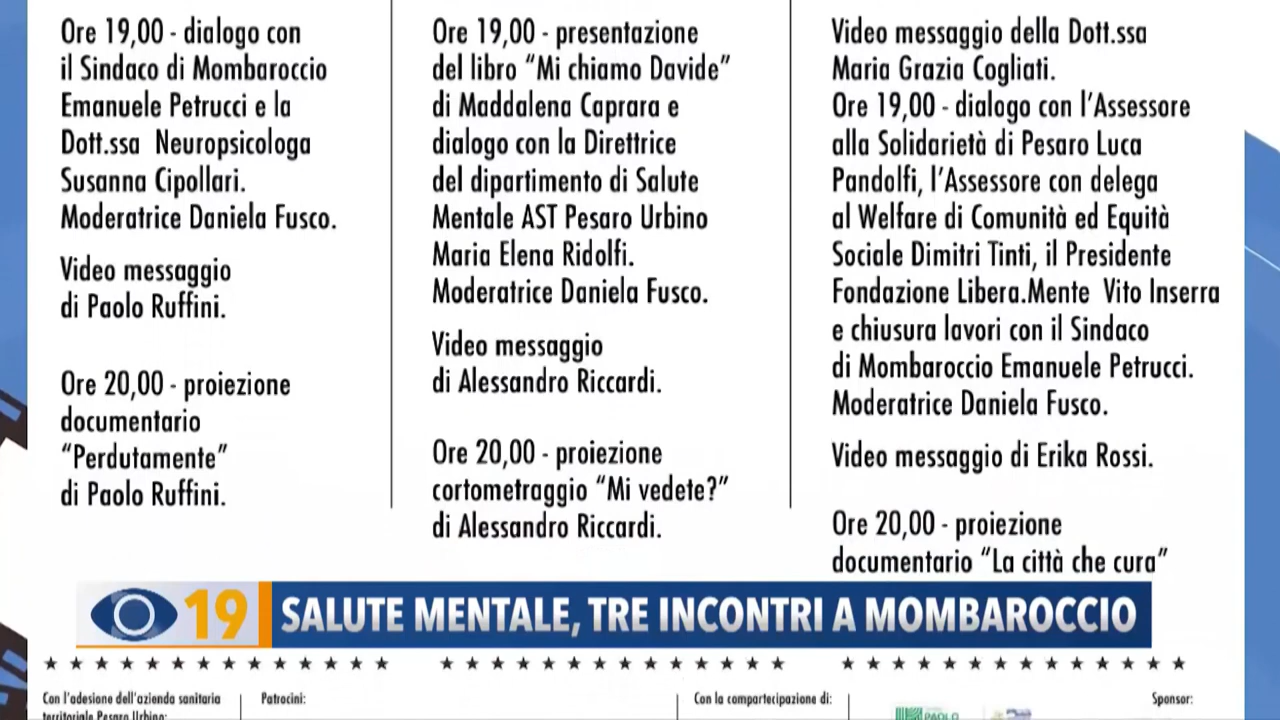 Ore 19,00 - dialogo con
il Sindaco di Mombaroccio
Emanuele Petrucci e la
Dott.ssa Neuropsicologa
Susanna Cipollari.
Moderatrice Daniela Fusco.
Video messaggio
di Paolo Ruffini.
Ore 20,00 - proiezione
documentario
“Perdutamente”
di Paolo Ruffini.
Ore 19,00 - presentazione
del libro “Mi chiamo Davide”
di Maddalena Caprara e
dialogo con la Direttrice
del dipartimento di Salute
Mentale AST Pesaro Urbino
Maria Elena Ridolfi.
Moderatrice Daniela Fusco.
Video messaggio
di Alessandro Riccardi.
Ore 20,00 - proiezione
cortometraggio “Mi vedete?”
di Alessandro Riccardi.
Video messaggio della Dott.ssa
Maria Grazia Cogliati.
Ore 19,00 - dialogo con l’Assessore
alla Solidarietà di Pesaro Luca
Pandolfi, l’Assessore con delega
al Welfare di Comunità ed Equità
Sociale Dimitri Tinti, il Presidente
Fondazione Libera.Mente Vito Inserra
e chiusura lavori con il Sindaco
di Mombaroccio Emanuele Petrucci.
Moderatrice Daniela Fusco.
Video messaggio di Erika Rossi.
Ore 20,00 - proiezione
documentario “La città che cura”
19 SALUTE MENTALE, TRE INCONTRI A MOMBAROCCIO
Con l’adesione dell’azienda sanitaria
territoriale Pesaro Urbino:
Patrocini:
Con la compartecipazione di:
PAOLO
Sponsor: